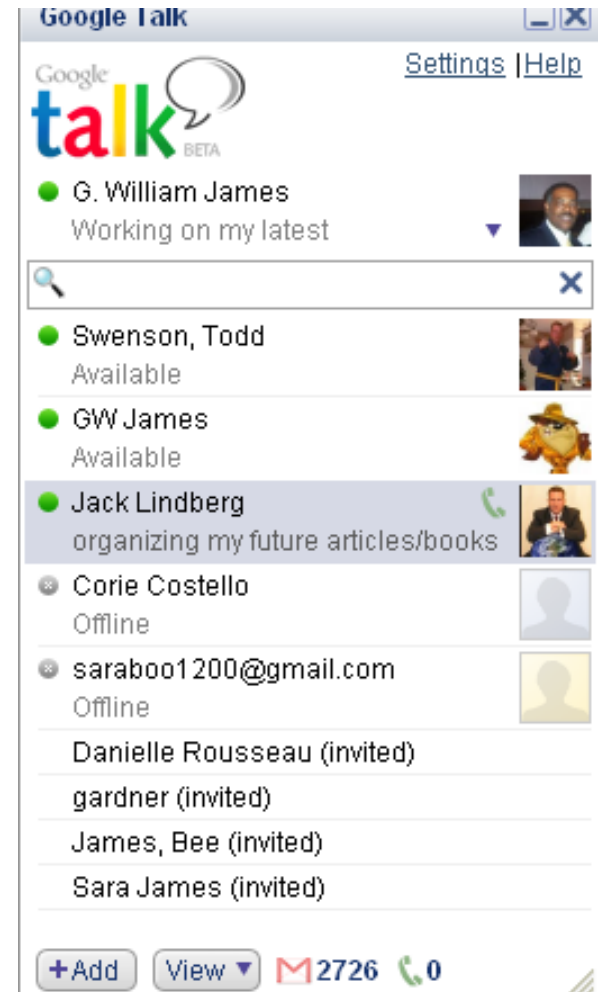 Google Talk
Settings | Help
Google
talk
BETA
G. William James
Working on my latest
Swenson, Todd
Available
GW James
Available
Jack Lindberg
organizing my future articles/books
Corie Costello
Offline
saraboo1200@gmail.com
Offline
Danielle Rousseau (invited)
gardner (invited)
James, Bee (invited)
Sara James (invited)
+Add View 2726 0